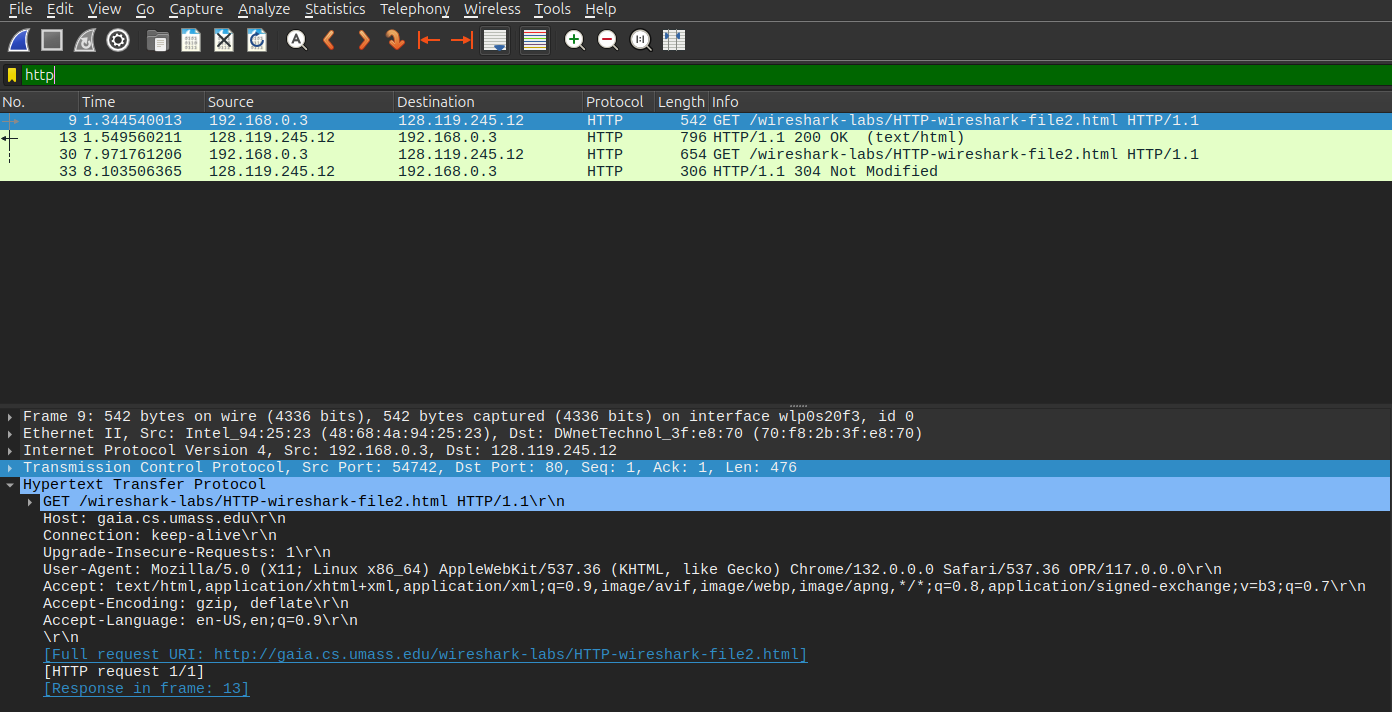 File Edit View Go Capture Analyze Statistics Telephony Wireless Tools Help
http
No. Time Source Destination Protocol Length Info
9 1.344540013 192.168.0.3 128.119.245.12 HTTP 542 GET /wireshark-labs/HTTP-wireshark-file2.html HTTP/1.1
13 1.549560211 128.119.245.12 192.168.0.3 HTTP 796 HTTP/1.1 200 OK (text/html)
30 7.971761206 192.168.0.3 128.119.245.12 HTTP 654 GET /wireshark-labs/HTTP-wireshark-file2.html HTTP/1.1
33 8.103506365 128.119.245.12 192.168.0.3 HTTP 306 HTTP/1.1 304 Not Modified
Frame 9: 542 bytes on wire (4336 bits), 542 bytes captured (4336 bits) on interface wlp0s20f3, id 0
Ethernet II, Src: Intel_94:25:23 (48:68:4a:94:25:23), Dst: DWnetTechnol_3f:e8:70 (70:f8:2b:3f:e8:70)
Internet Protocol Version 4, Src: 192.168.0.3, Dst: 128.119.245.12
Transmission Control Protocol, Src Port: 54742, Dst Port: 80, Seq: 1, Ack: 1, Len: 476
Hypertext Transfer Protocol
GET /wireshark-labs/HTTP-wireshark-file2.html HTTP/1.1\r\n
Host: gaia.cs.umass.edu\r\n
Connection: keep-alive\r\n
Upgrade-Insecure-Requests: 1\r\n
User-Agent: Mozilla/5.0 (X11; Linux x86_64) AppleWebKit/537.36 (KHTML, like Gecko) Chrome/132.0.0.0 Safari/537.36 OPR/117.0.0.0\r\n
Accept: text/html,application/xhtml+xml,application/xml;q=0.9,image/avif,image/webp,image/apng,*/*;q=0.8,application/signed-exchange;v=b3;q=0.7\r\n
Accept-Encoding: gzip, deflate\r\n
Accept-Language: en-US,en;q=0.9\r\n
\r\n
[Full request URI: http://gaia.cs.umass.edu/wireshark-labs/HTTP-wireshark-file2.html]
[HTTP request 1/1]
[Response in frame: 13]